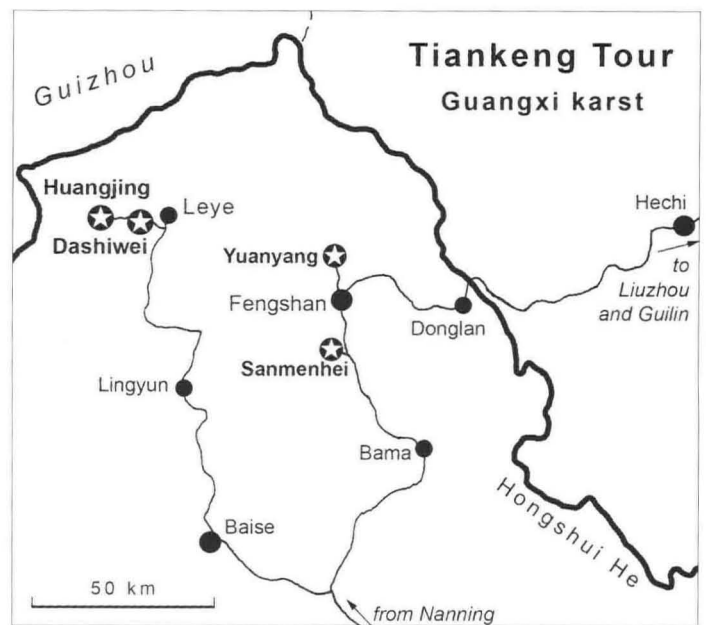 Tiankeng Tour
Guangxi karst
Guizhou
Huangjing
Leye
Dashiwei
Hechi
to
Liuzhou
and Guilin
Yuanyang
Fengshan
Donglan
Sanmenhei
Lingyun
Bama
Hongshui He
Baise
50 km
from Nanning